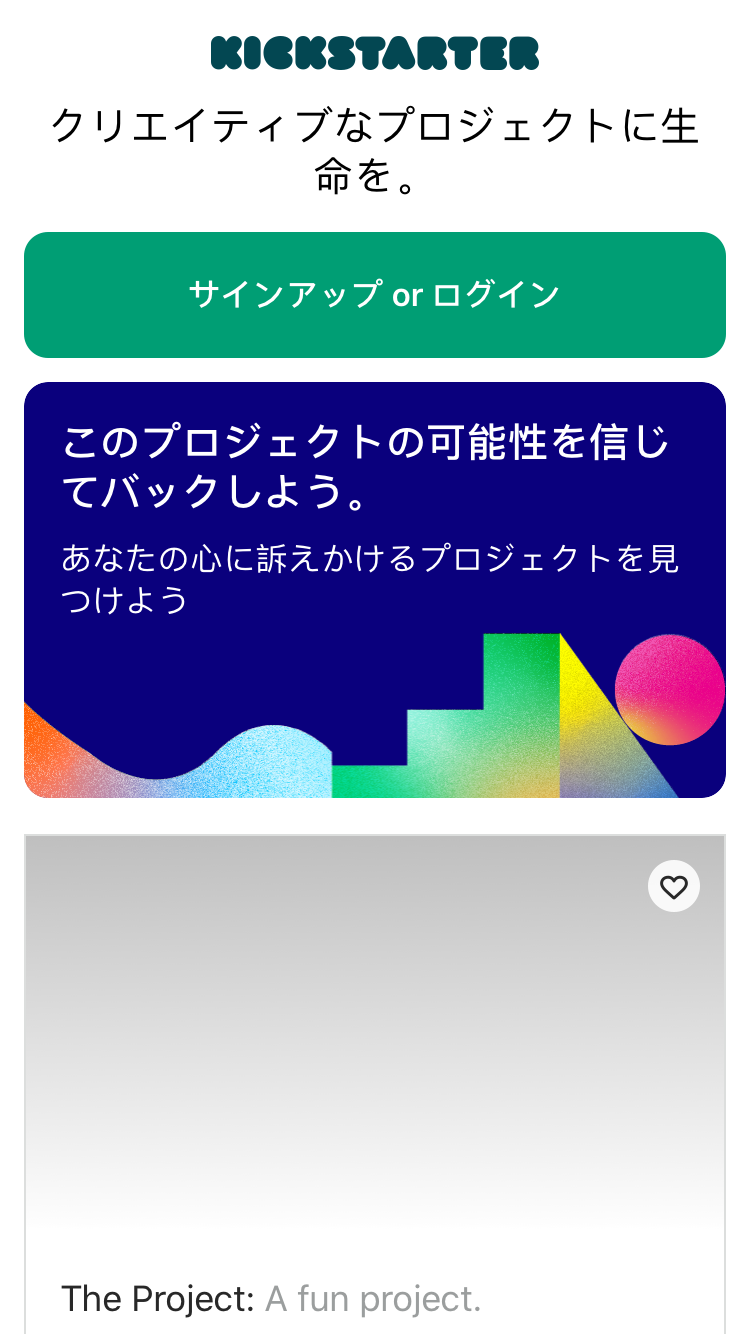 KICKSTARTER
クリエイティブなプロジェクトに生
命を。
サインアップ or ログイン
このプロジェクトの可能性を信じ
てバックしよう。
あなたの心に訴えかけるプロジェクトを見
つけよう
The Project: A fun project.